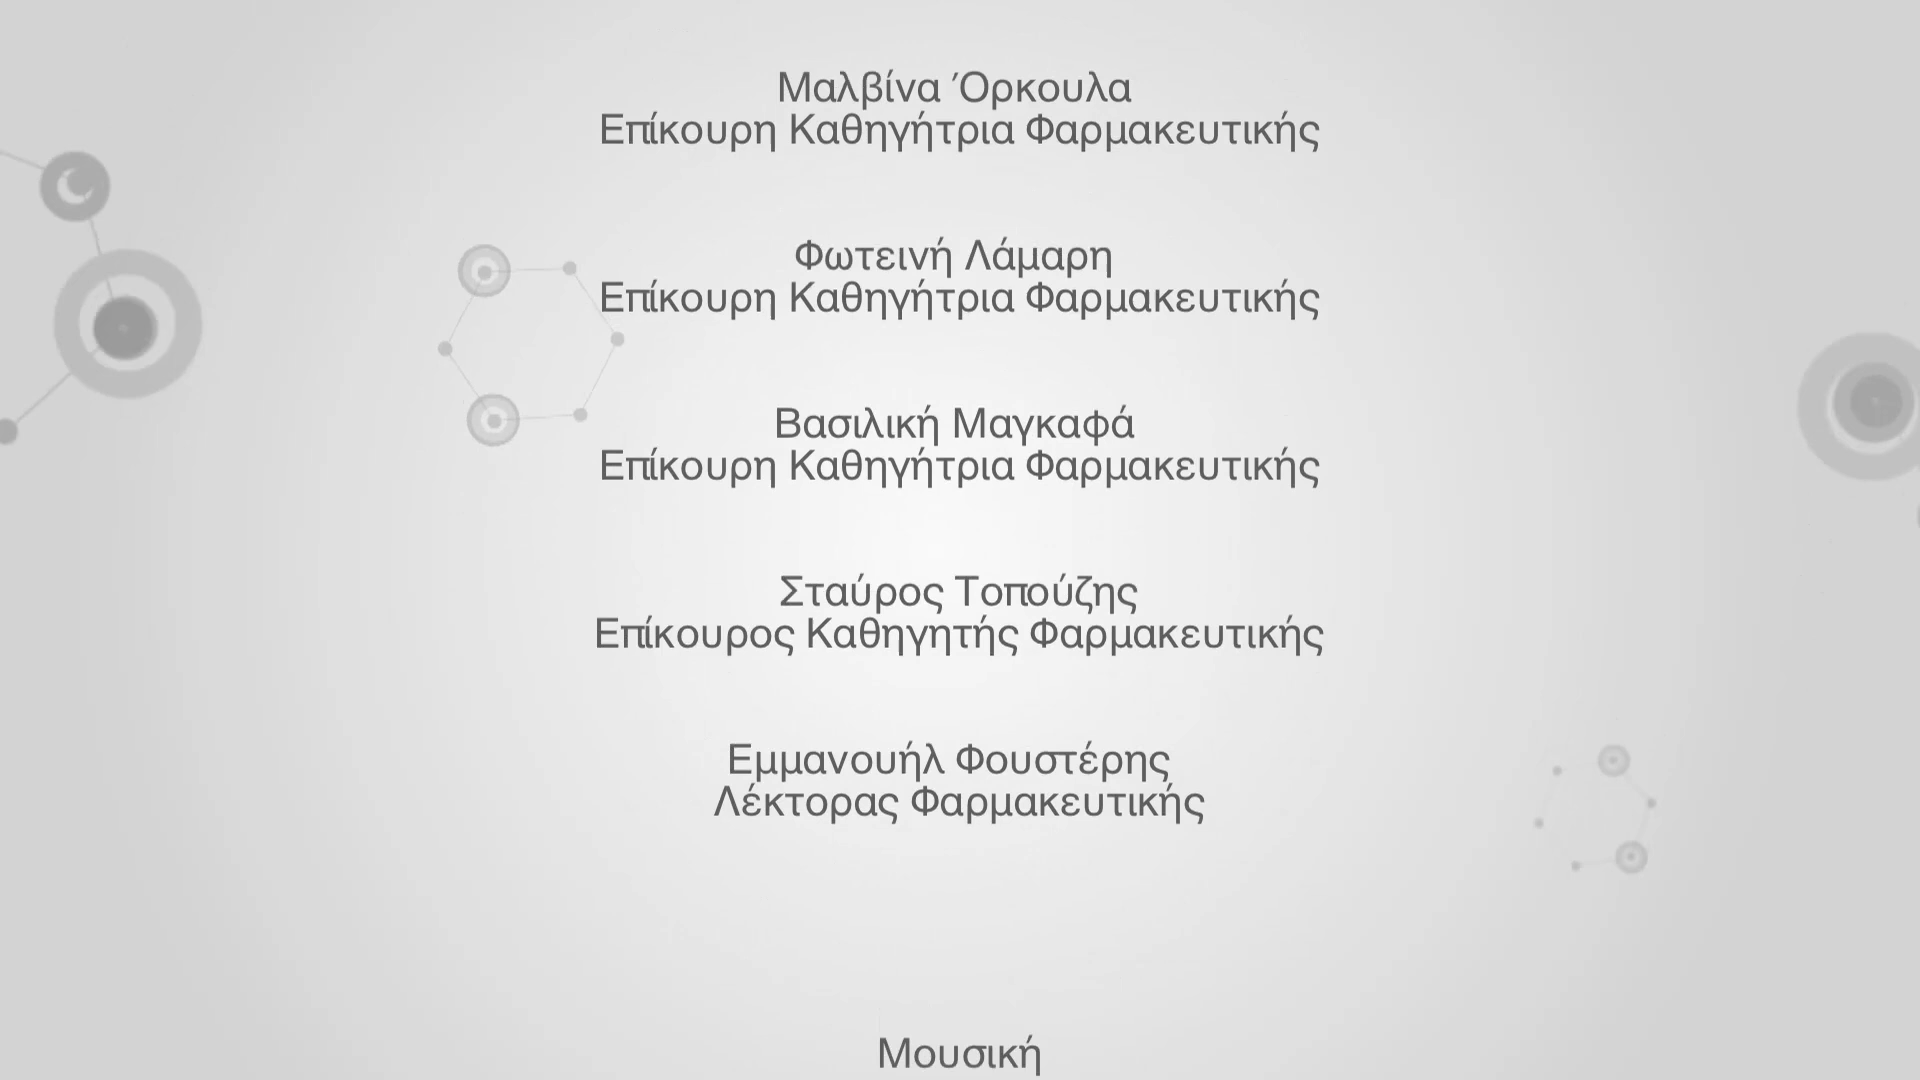 Μαλβίνα Όρκουλα
Επίκουρη Καθηγήτρια Φαρμακευτικής
Φωτεινή Λάμαρη
Επίκουρη Καθηγήτρια Φαρμακευτικής
Βασιλική Μαγκαφά
Επίκουρη Καθηγήτρια Φαρμακευτικής
Σταύρος Τοπούζης
Επίκουρος Καθηγητής Φαρμακευτικής
Εμμανουήλ Φουστέρης
Λέκτορας Φαρμακευτικής
Μουσική